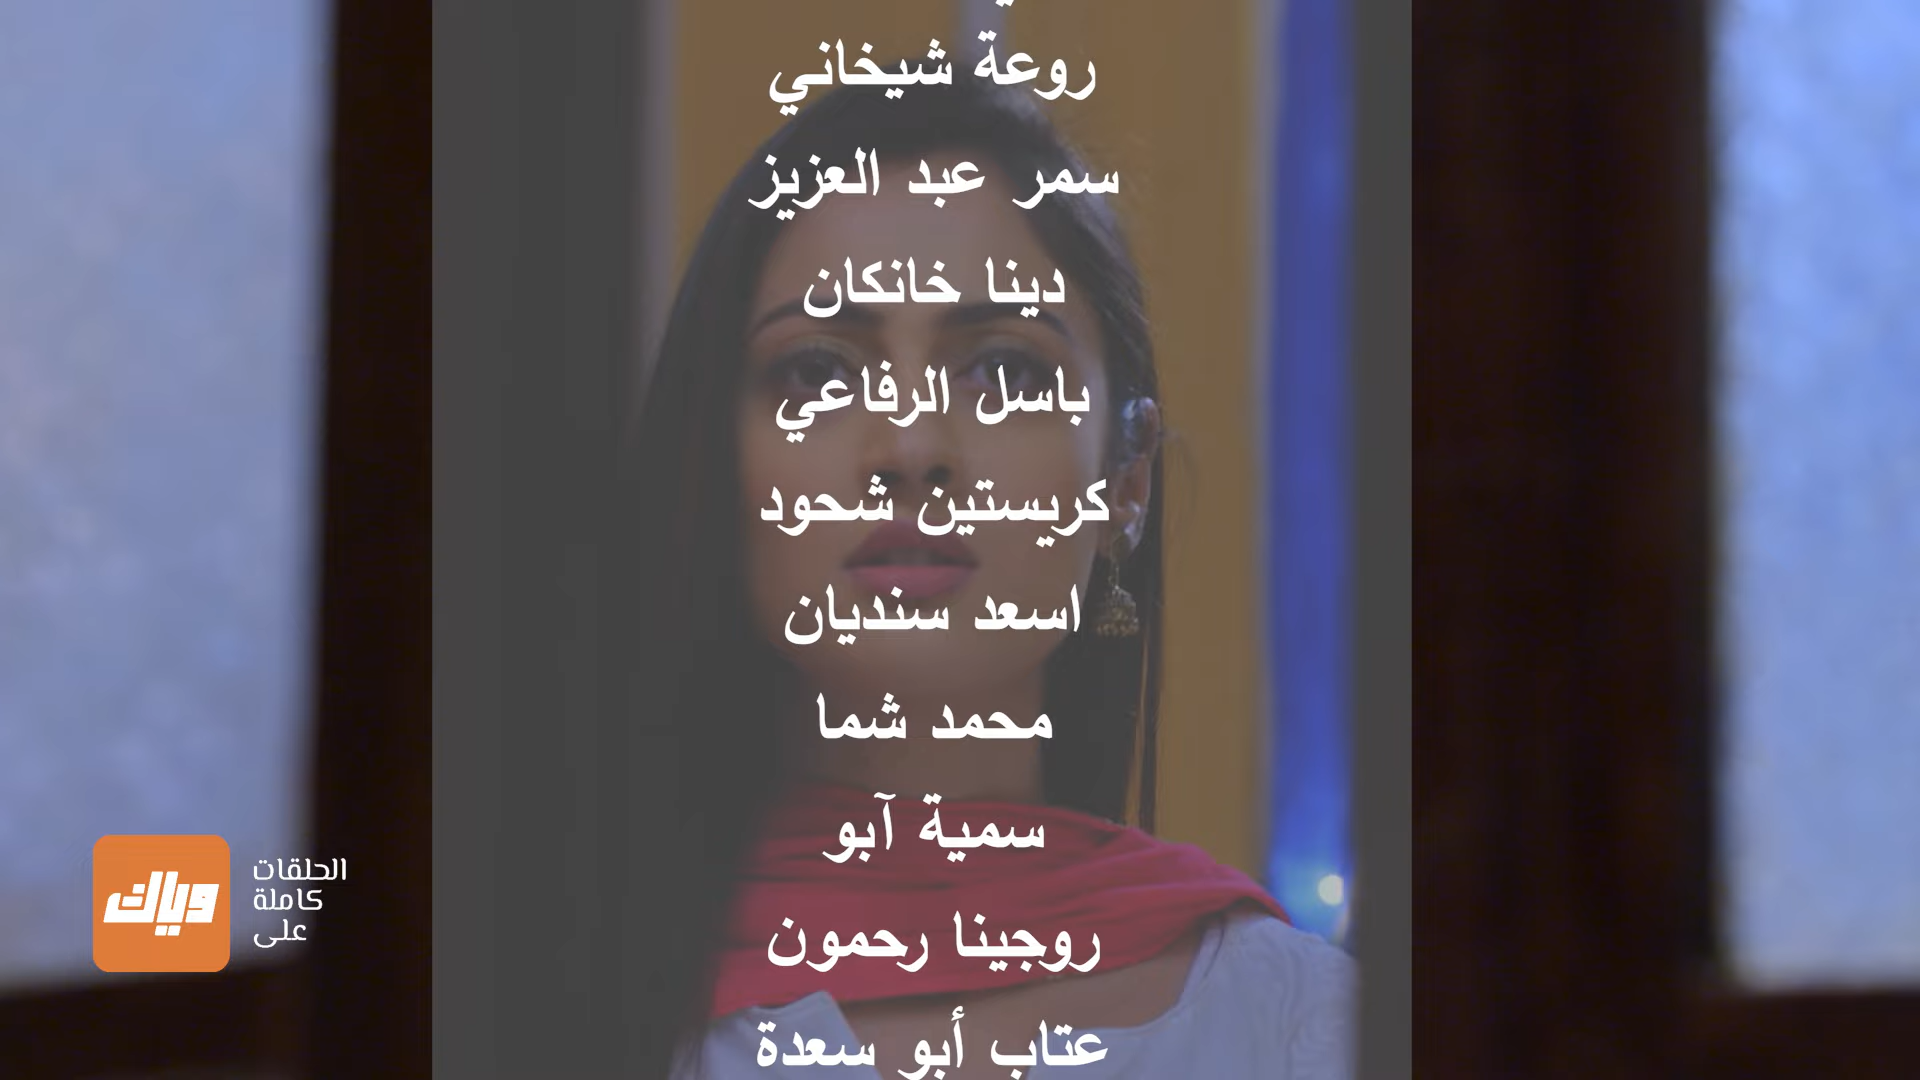 روعة شيخاني
سمر عبد العزيز
دينا خانكان
باسل الرفاعي
كريستين شحود
اسعد سنديان
محمد شما
سمية آبو
روجينا رحمون
عتاب أبو سعدة
وياك
الحلقات
كاملة
على